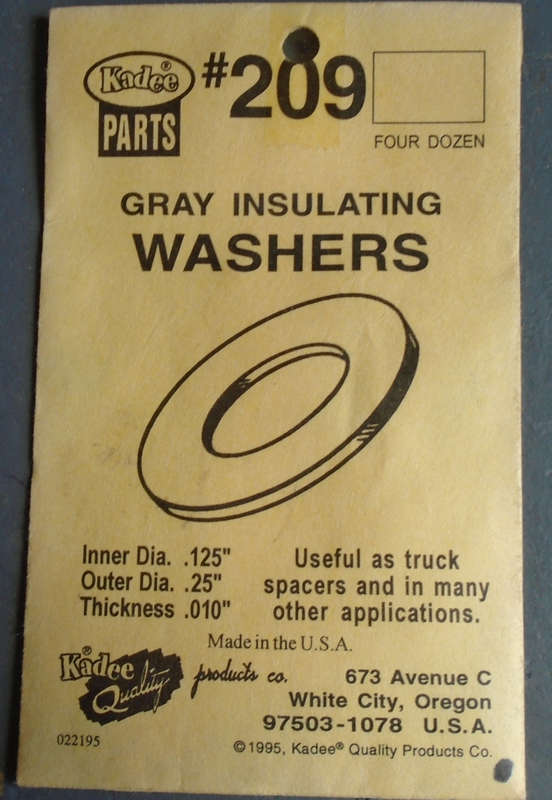 Kadee®
PARTS
#209
FOUR DOZEN
GRAY INSULATING
WASHERS
Inner Dia. .125"
Outer Dia. .25"
Thickness .010"
Useful as truck
spacers and in many
other applications.
Made in the U.S.A.
Kadee®
Quality
products co.
673 Avenue C
White City, Oregon
97503-1078 U.S.A.
022195
©1995, Kadee® Quality Products Co.